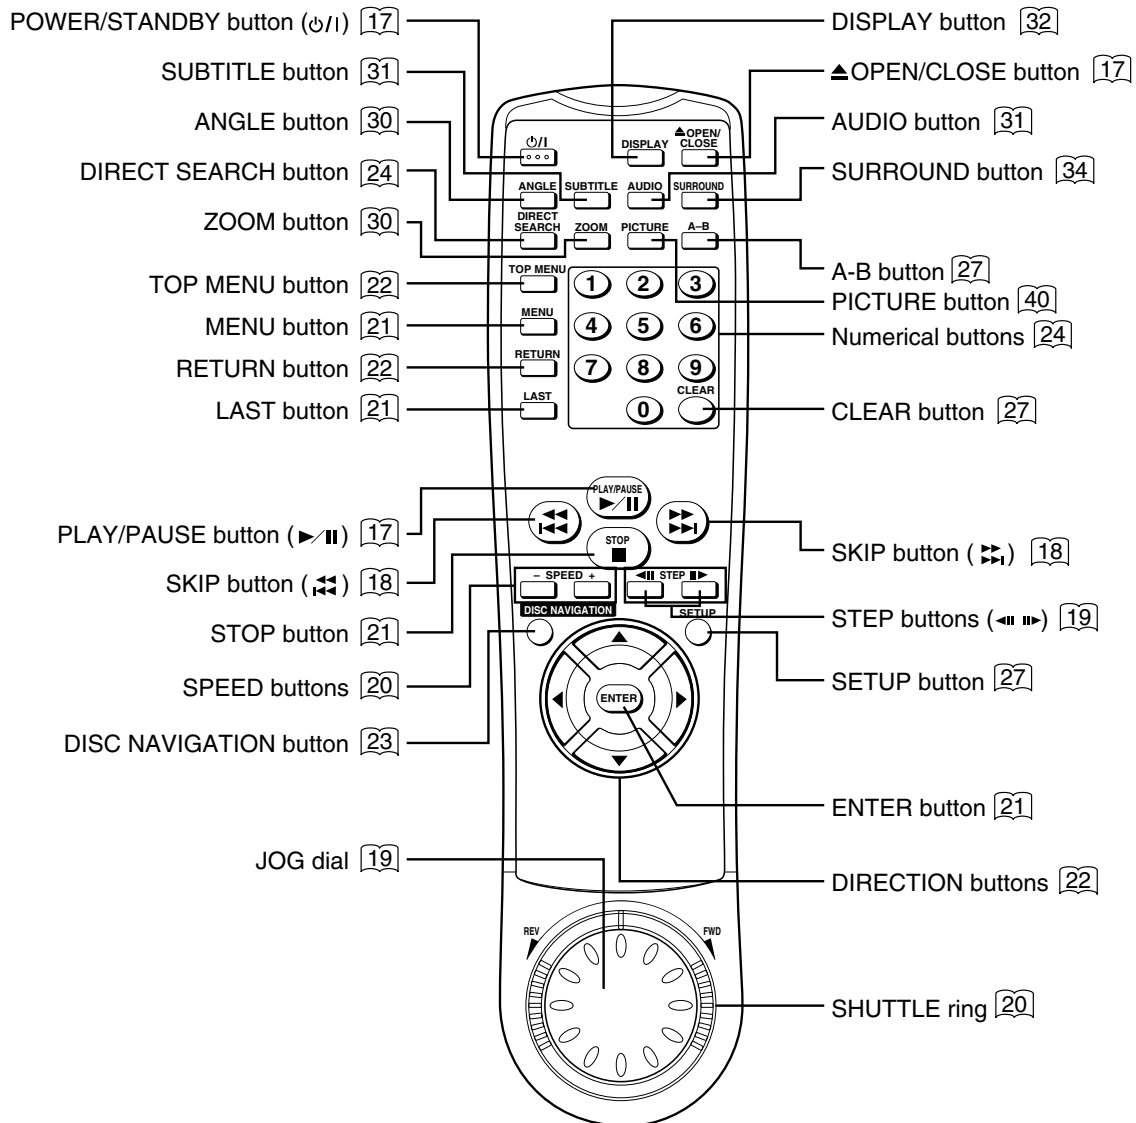 POWER/STANDBY button (⏻/I) 17
SUBTITLE button 31
ANGLE button 30
DIRECT SEARCH button 24
ZOOM button 30
TOP MENU button 22
MENU button 21
RETURN button 22
LAST button 21
PLAY/PAUSE button (►/II) 17
SKIP button (◄◄ I◄◄) 18
STOP button 21
SPEED buttons 20
DISC NAVIGATION button 23
JOG dial 19
DISPLAY button 32
▲OPEN/CLOSE button 17
AUDIO button 31
SURROUND button 34
A-B button 27
PICTURE button 40
Numerical buttons 24
CLEAR button 27
SKIP button (►► ►►I) 18
STEP buttons (◄II II►) 19
SETUP button 27
ENTER button 21
DIRECTION buttons 22
SHUTTLE ring 20
⏻/I
DISPLAY
▲OPEN/
CLOSE
ANGLE
SUBTITLE
AUDIO
SURROUND
DIRECT
SEARCH
ZOOM
PICTURE
A–B
TOP MENU
1 2 3
MENU
4 5 6
RETURN
7 8 9
LAST
CLEAR
0
PLAY/PAUSE
►/II
◄◄
I◄◄
►►
►►I
STOP
– SPEED +
◄II STEP II►
DISC NAVIGATION
SETUP
ENTER
REV
FWD